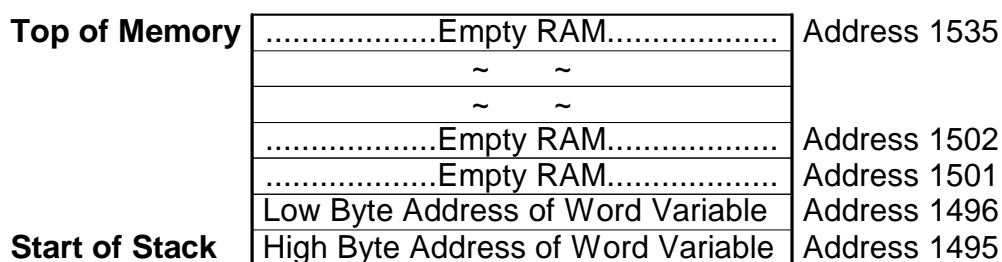 Top of Memory ...................Empty RAM................... Address 1535
~ ~
~ ~
...................Empty RAM................... Address 1502
...................Empty RAM................... Address 1501
Low Byte Address of Word Variable Address 1496
Start of Stack High Byte Address of Word Variable Address 1495